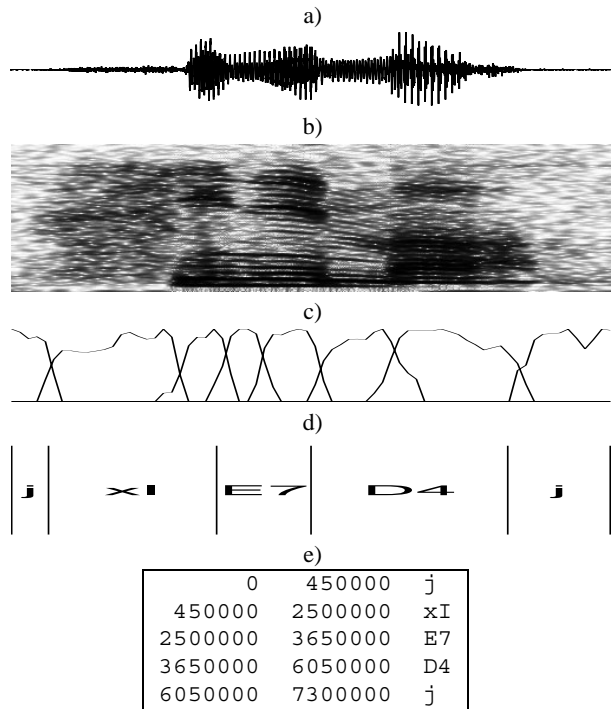 a)
b)
c)
d)
j xI E7 D4 j
e)
0 450000 j
450000 2500000 xI
2500000 3650000 E7
3650000 6050000 D4
6050000 7300000 j